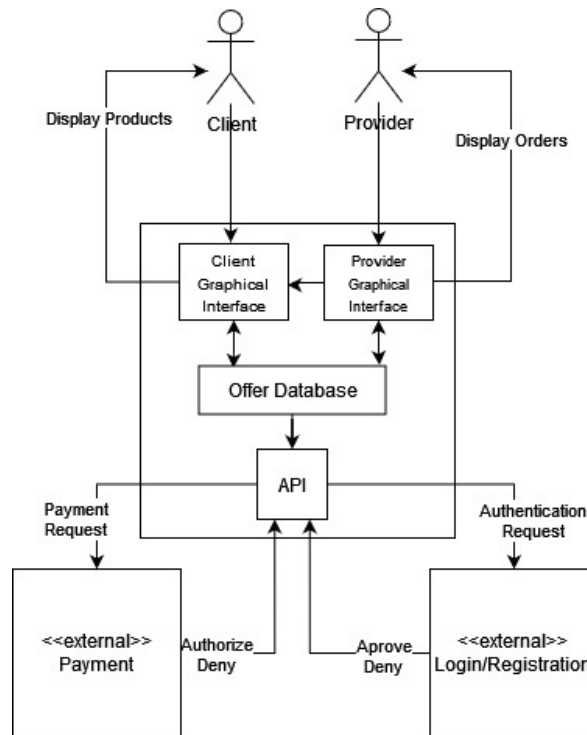 Display Products
Client
Provider
Display Orders
Client
Graphical
Interface
Provider
Graphical
Interface
Offer Database
API
Payment
Request
Authentication
Request
<<external>>
Payment
Authorize
Deny
Aprove
Deny
<<external>>
Login/Registration